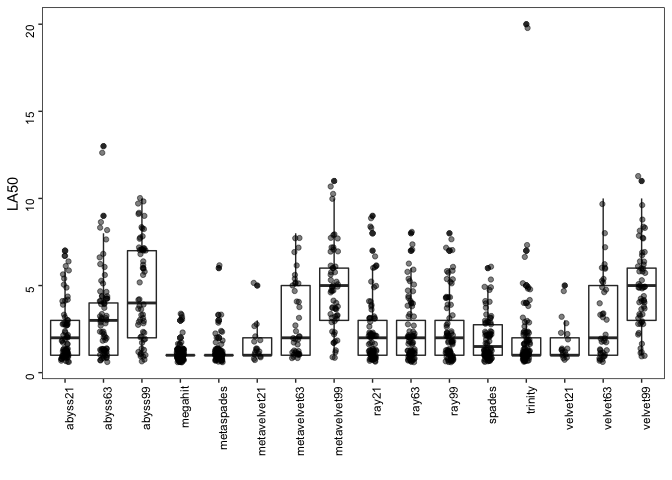 LA50
20
15
10
5
0
abyss21
abyss63
abyss99
megahit
metaspades
metavelvet21
metavelvet63
metavelvet99
ray21
ray63
ray99
spades
trinity
velvet21
velvet63
velvet99